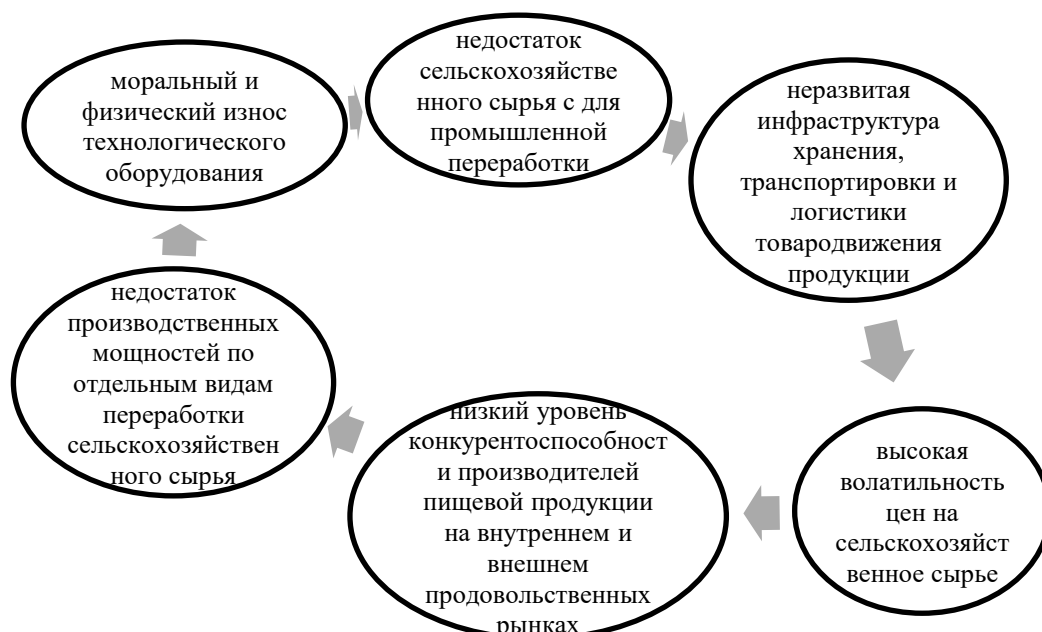 моральный и
физический износ
технологического
оборудования
недостаток
сельскохозяйстве
нного сырья с для
промышленной
переработки
неразвитая
инфраструктура
хранения,
транспортировки и
логистики
товародвижения
продукции
высокая
волатильность
цен на
сельскохозяйст
венное сырье
низкий уровень
конкурентоспособност
и производителей
пищевой продукции
на внутреннем и
внешнем
продовольственных
рынках
недостаток
производственных
мощностей по
отдельным видам
переработки
сельскохозяйствен
ного сырья